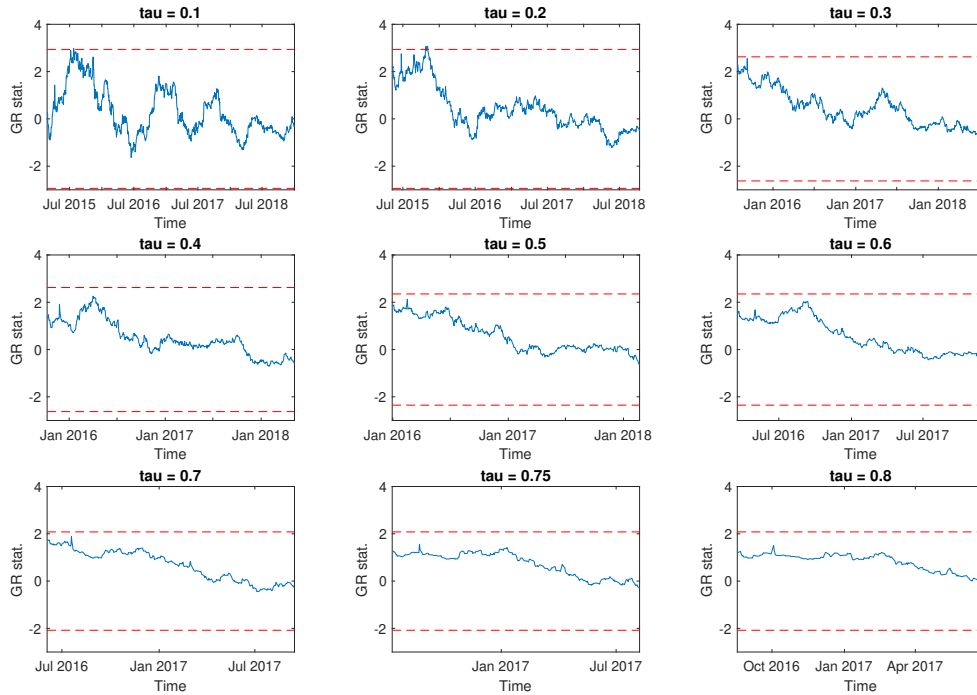 tau = 0.1
4
2
0
-2
GR stat.
Jul 2015 Jul 2016 Jul 2017 Jul 2018
Time
tau = 0.2
4
2
0
-2
GR stat.
Jul 2015 Jul 2016 Jul 2017 Jul 2018
Time
tau = 0.3
4
2
0
-2
GR stat.
Jan 2016 Jan 2017 Jan 2018
Time
tau = 0.4
4
2
0
-2
GR stat.
Jan 2016 Jan 2017 Jan 2018
Time
tau = 0.5
4
2
0
-2
GR stat.
Jan 2016 Jan 2017 Jan 2018
Time
tau = 0.6
4
2
0
-2
GR stat.
Jul 2016 Jan 2017 Jul 2017
Time
tau = 0.7
4
2
0
-2
GR stat.
Jul 2016 Jan 2017 Jul 2017
Time
tau = 0.75
4
2
0
-2
GR stat.
Jan 2017 Jul 2017
Time
tau = 0.8
4
2
0
-2
GR stat.
Oct 2016 Jan 2017 Apr 2017
Time